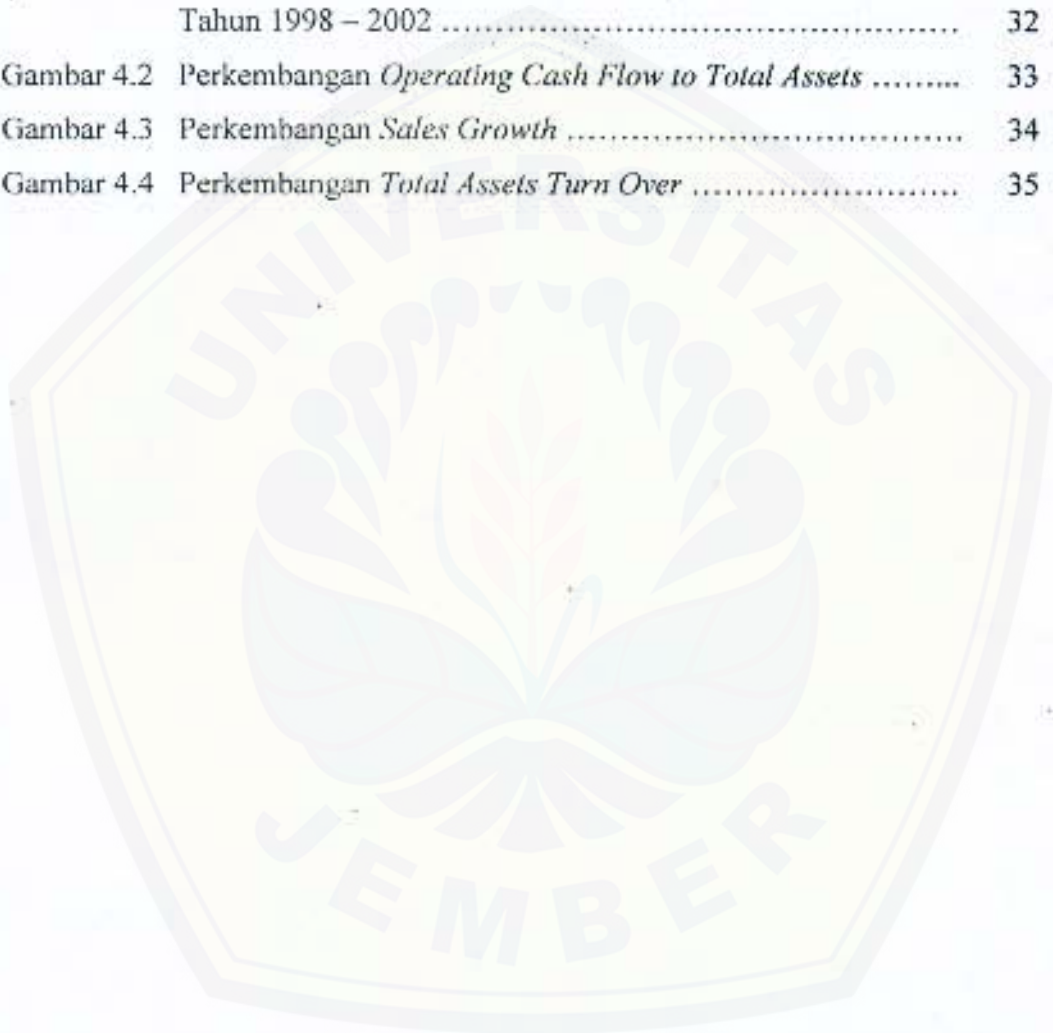 Tahun 1998 – 2002 .................................................... 32
Gambar 4.2 Perkembangan Operating Cash Flow to Total Assets ......... 33
Gambar 4.3 Perkembangan Sales Growth ........................................ 34
Gambar 4.4 Perkembangan Total Assets Turn Over ........................... 35
UNIVERSITAS
JEMBER